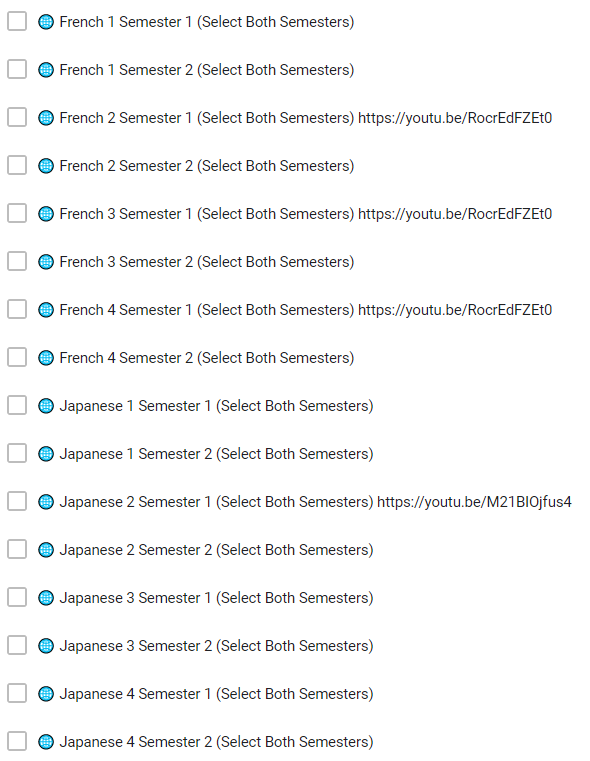 French 1 Semester 1 (Select Both Semesters)
French 1 Semester 2 (Select Both Semesters)
French 2 Semester 1 (Select Both Semesters) https://youtu.be/RocrEdFZEt0
French 2 Semester 2 (Select Both Semesters)
French 3 Semester 1 (Select Both Semesters) https://youtu.be/RocrEdFZEt0
French 3 Semester 2 (Select Both Semesters)
French 4 Semester 1 (Select Both Semesters) https://youtu.be/RocrEdFZEt0
French 4 Semester 2 (Select Both Semesters)
Japanese 1 Semester 1 (Select Both Semesters)
Japanese 1 Semester 2 (Select Both Semesters)
Japanese 2 Semester 1 (Select Both Semesters) https://youtu.be/M21BlOjfus4
Japanese 2 Semester 2 (Select Both Semesters)
Japanese 3 Semester 1 (Select Both Semesters)
Japanese 3 Semester 2 (Select Both Semesters)
Japanese 4 Semester 1 (Select Both Semesters)
Japanese 4 Semester 2 (Select Both Semesters)